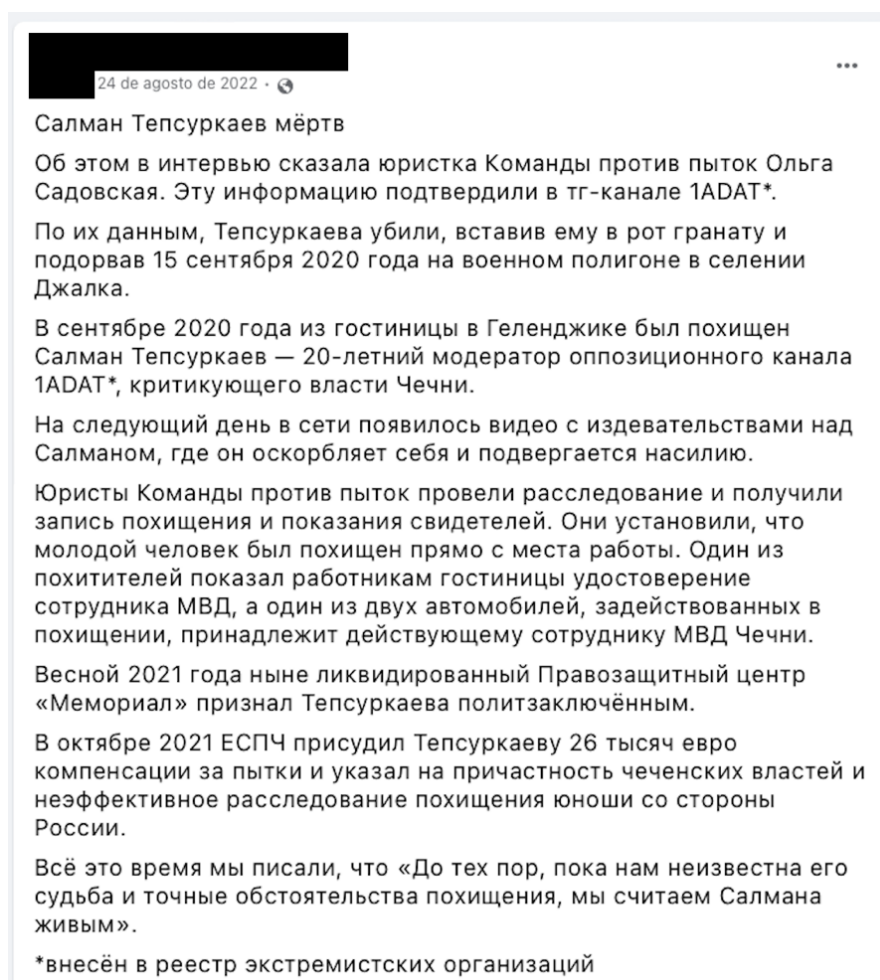 24 de agosto de 2022 ·
Салман Тепсуркаев мёртв
Об этом в интервью сказала юристка Команды против пыток Ольга
Садовская. Эту информацию подтвердили в тг-канале 1ADAT*.
По их данным, Тепсуркаева убили, вставив ему в рот гранату и
подорвав 15 сентября 2020 года на военном полигоне в селении
Джалка.
В сентябре 2020 года из гостиницы в Геленджике был похищен
Салман Тепсуркаев — 20-летний модератор оппозиционного канала
1ADAT*, критикующего власти Чечни.
На следующий день в сети появилось видео с издевательствами над
Салманом, где он оскорбляет себя и подвергается насилию.
Юристы Команды против пыток провели расследование и получили
запись похищения и показания свидетелей. Они установили, что
молодой человек был похищен прямо с места работы. Один из
похитителей показал работникам гостиницы удостоверение
сотрудника МВД, а один из двух автомобилей, задействованных в
похищении, принадлежит действующему сотруднику МВД Чечни.
Весной 2021 года ныне ликвидированный Правозащитный центр
«Мемориал» признал Тепсуркаева политзаключённым.
В октябре 2021 ЕСПЧ присудил Тепсуркаеву 26 тысяч евро
компенсации за пытки и указал на причастность чеченских властей и
неэффективное расследование похищения юноши со стороны
России.
Всё это время мы писали, что «До тех пор, пока нам неизвестна его
судьба и точные обстоятельства похищения, мы считаем Салмана
живым».
*внесён в реестр экстремистских организаций